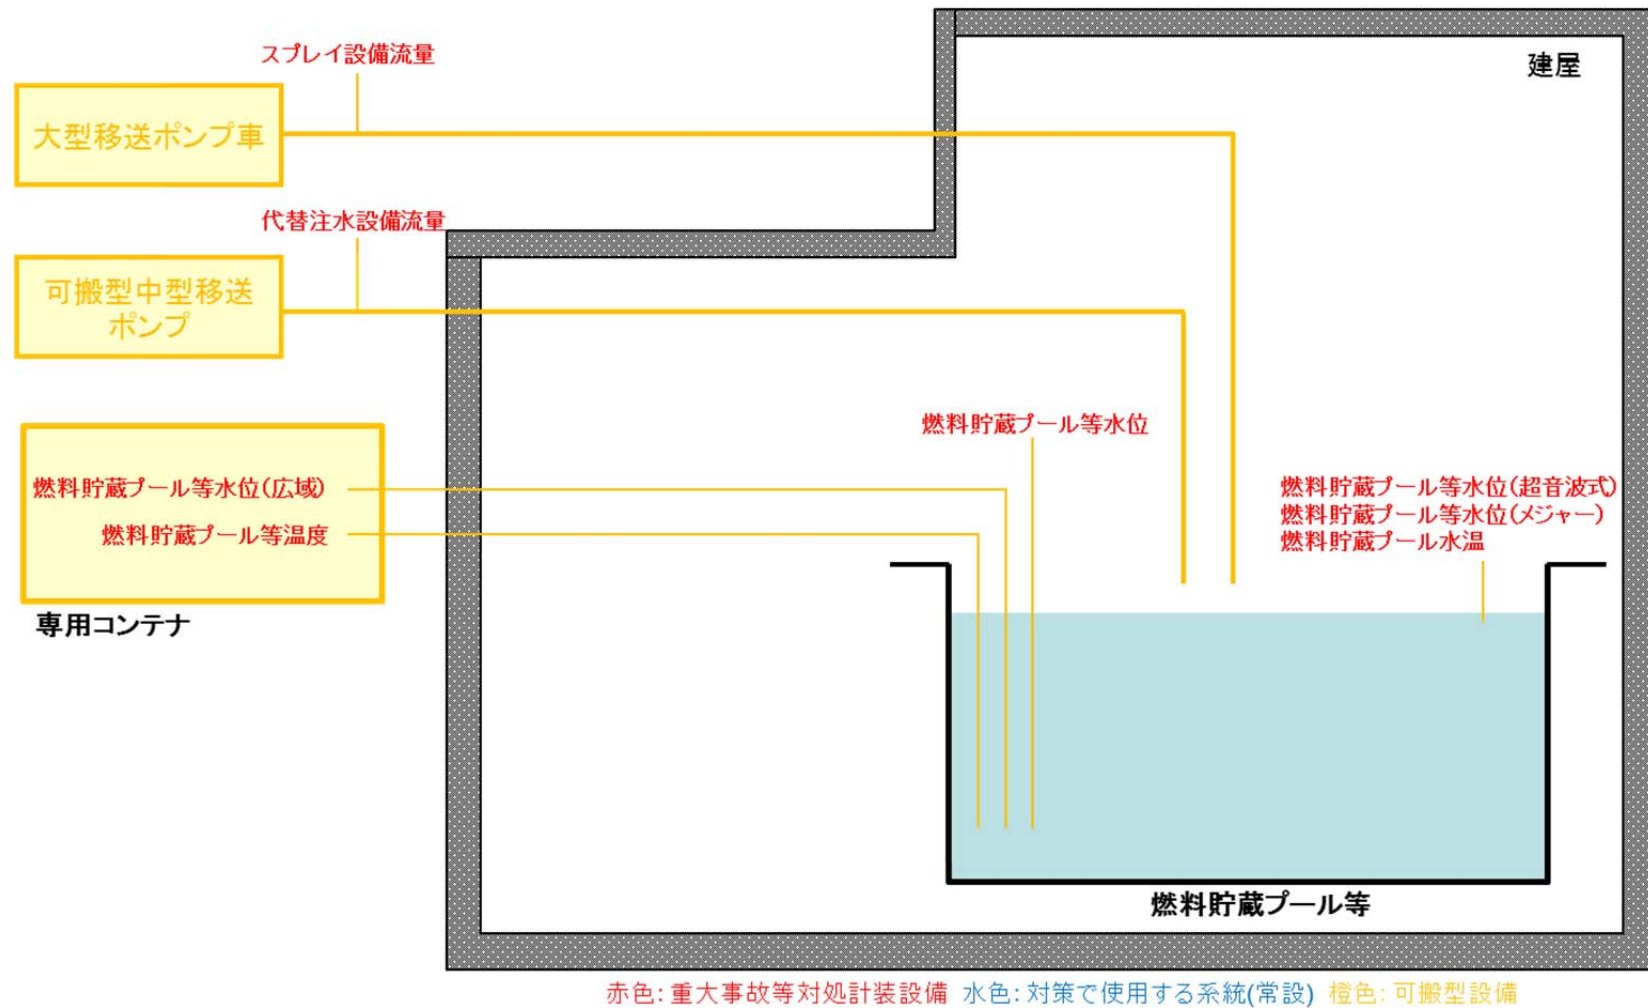 スプレイ設備流量
建屋
大型移送ポンプ車
代替注水設備流量
可搬型中型移送
ポンプ
燃料貯蔵プール等水位
燃料貯蔵プール等水位(広域)
燃料貯蔵プール等温度
専用コンテナ
燃料貯蔵プール等水位(超音波式)
燃料貯蔵プール等水位(メジャー)
燃料貯蔵プール水温
燃料貯蔵プール等
赤色:重大事故等対処計装設備 水色:対策で使用する系統(常設) 橙色:可搬型設備